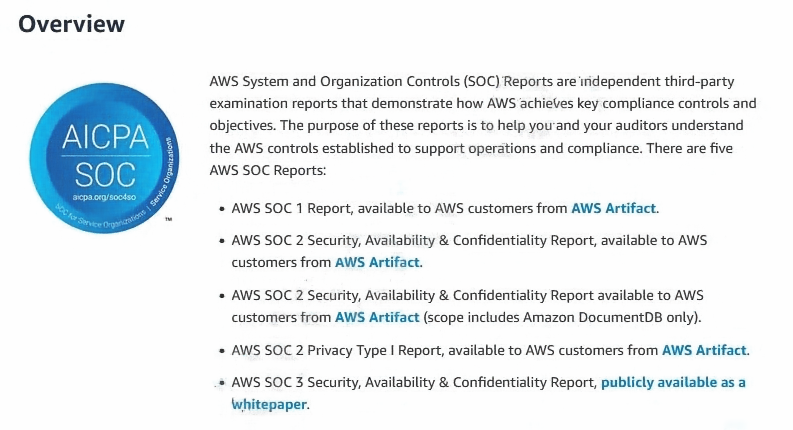 Overview
AWS System and Organization Controls (SOC) Reports are independent third-party
examination reports that demonstrate how AWS achieves key compliance controls and
objectives. The purpose of these reports is to help you and your auditors understand
the AWS controls established to support operations and compliance. There are five
AWS SOC Reports:
AICPA
SOC
aicpa.org/soc4so
SOC for Service Organizations | Service Organizations
TM
• AWS SOC 1 Report, available to AWS customers from AWS Artifact.
• AWS SOC 2 Security, Availability & Confidentiality Report, available to AWS
customers from AWS Artifact.
• AWS SOC 2 Security, Availability & Confidentiality Report available to AWS
customers from AWS Artifact (scope includes Amazon DocumentDB only).
• AWS SOC 2 Privacy Type I Report, available to AWS customers from AWS Artifact.
• AWS SOC 3 Security, Availability & Confidentiality Report, publicly available as a
whitepaper.